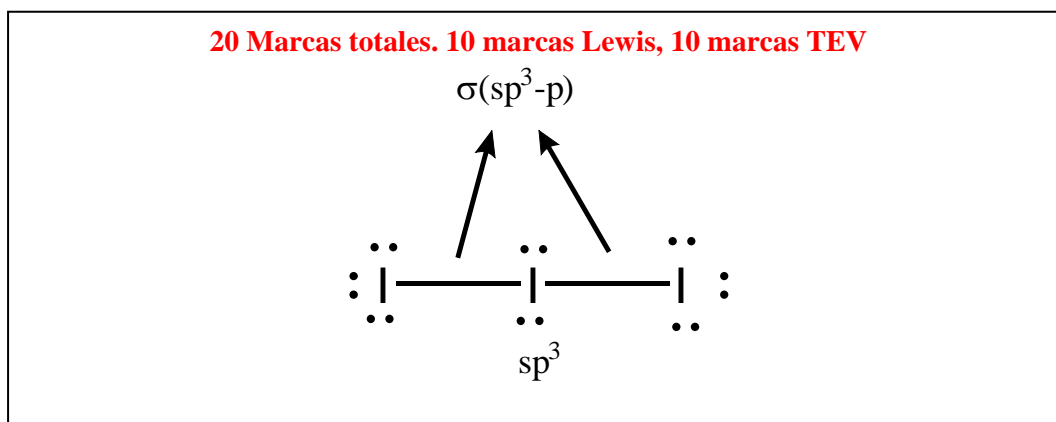 20 Marcas totales. 10 marcas Lewis, 10 marcas TEV
σ(sp³-p)
I I I
sp³